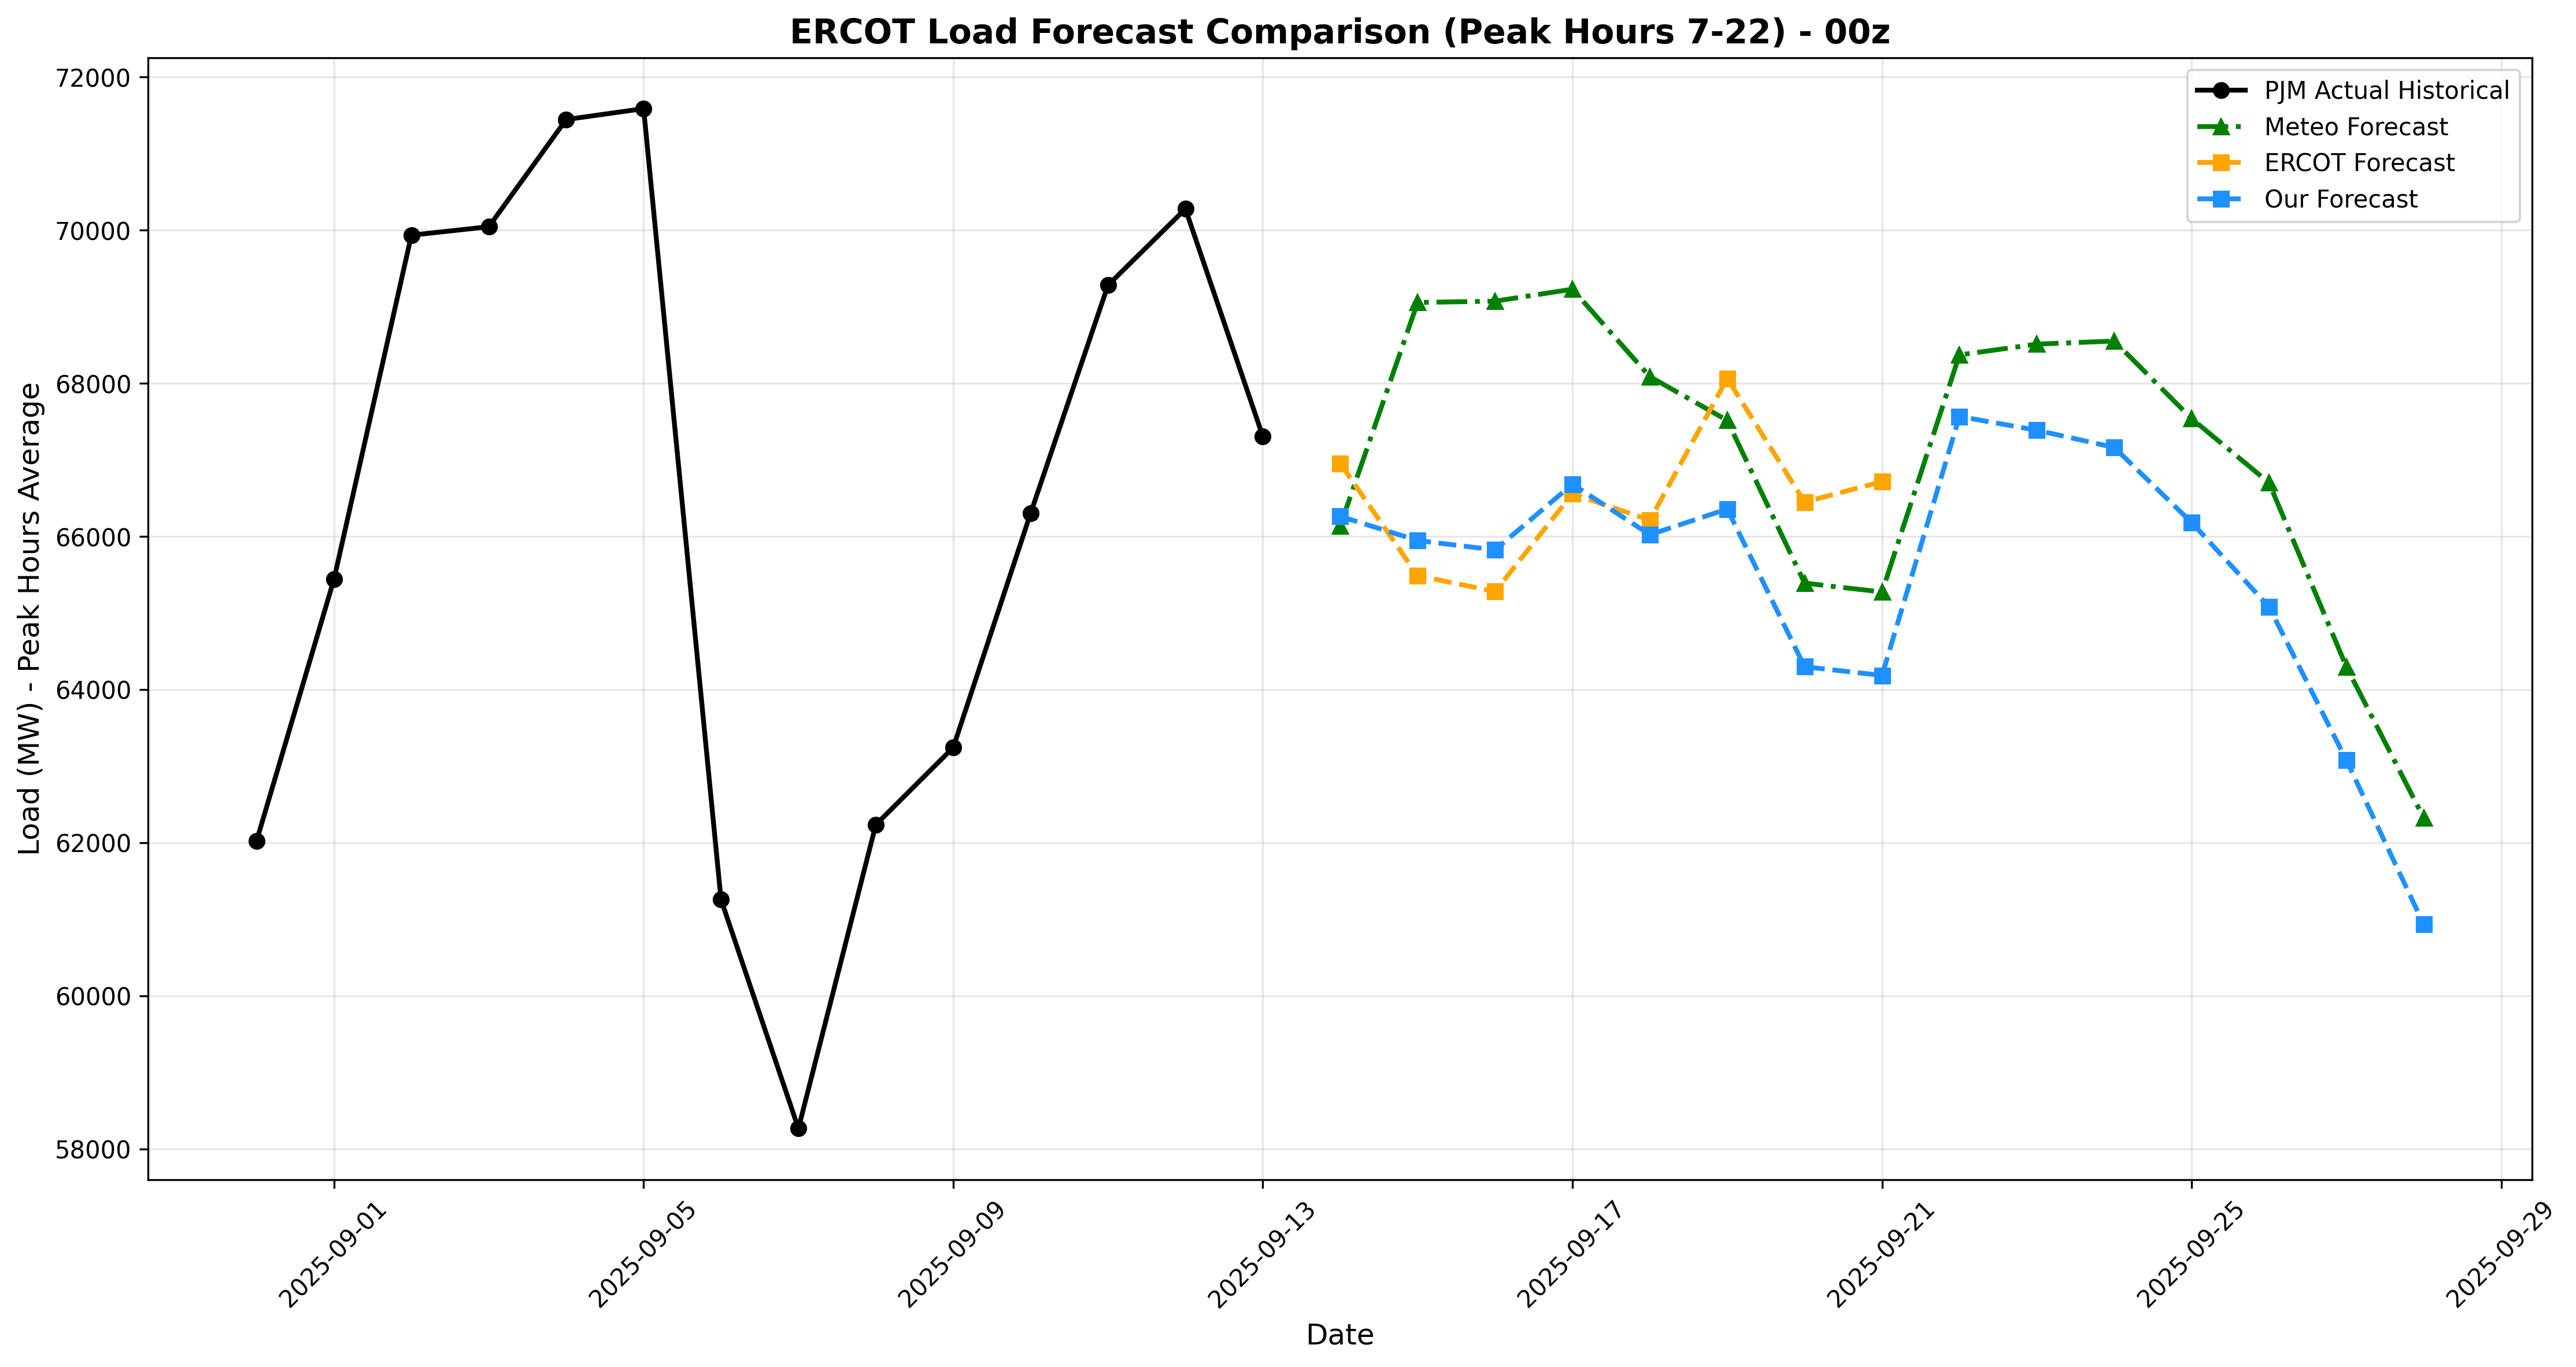 ERCOT Load Forecast Comparison (Peak Hours 7-22) - 00z
PJM Actual Historical
Meteo Forecast
ERCOT Forecast
Our Forecast
Load (MW) - Peak Hours Average
72000
70000
68000
66000
64000
62000
60000
58000
2025-09-01
2025-09-05
2025-09-09
2025-09-13
2025-09-17
2025-09-21
2025-09-25
2025-09-29
Date